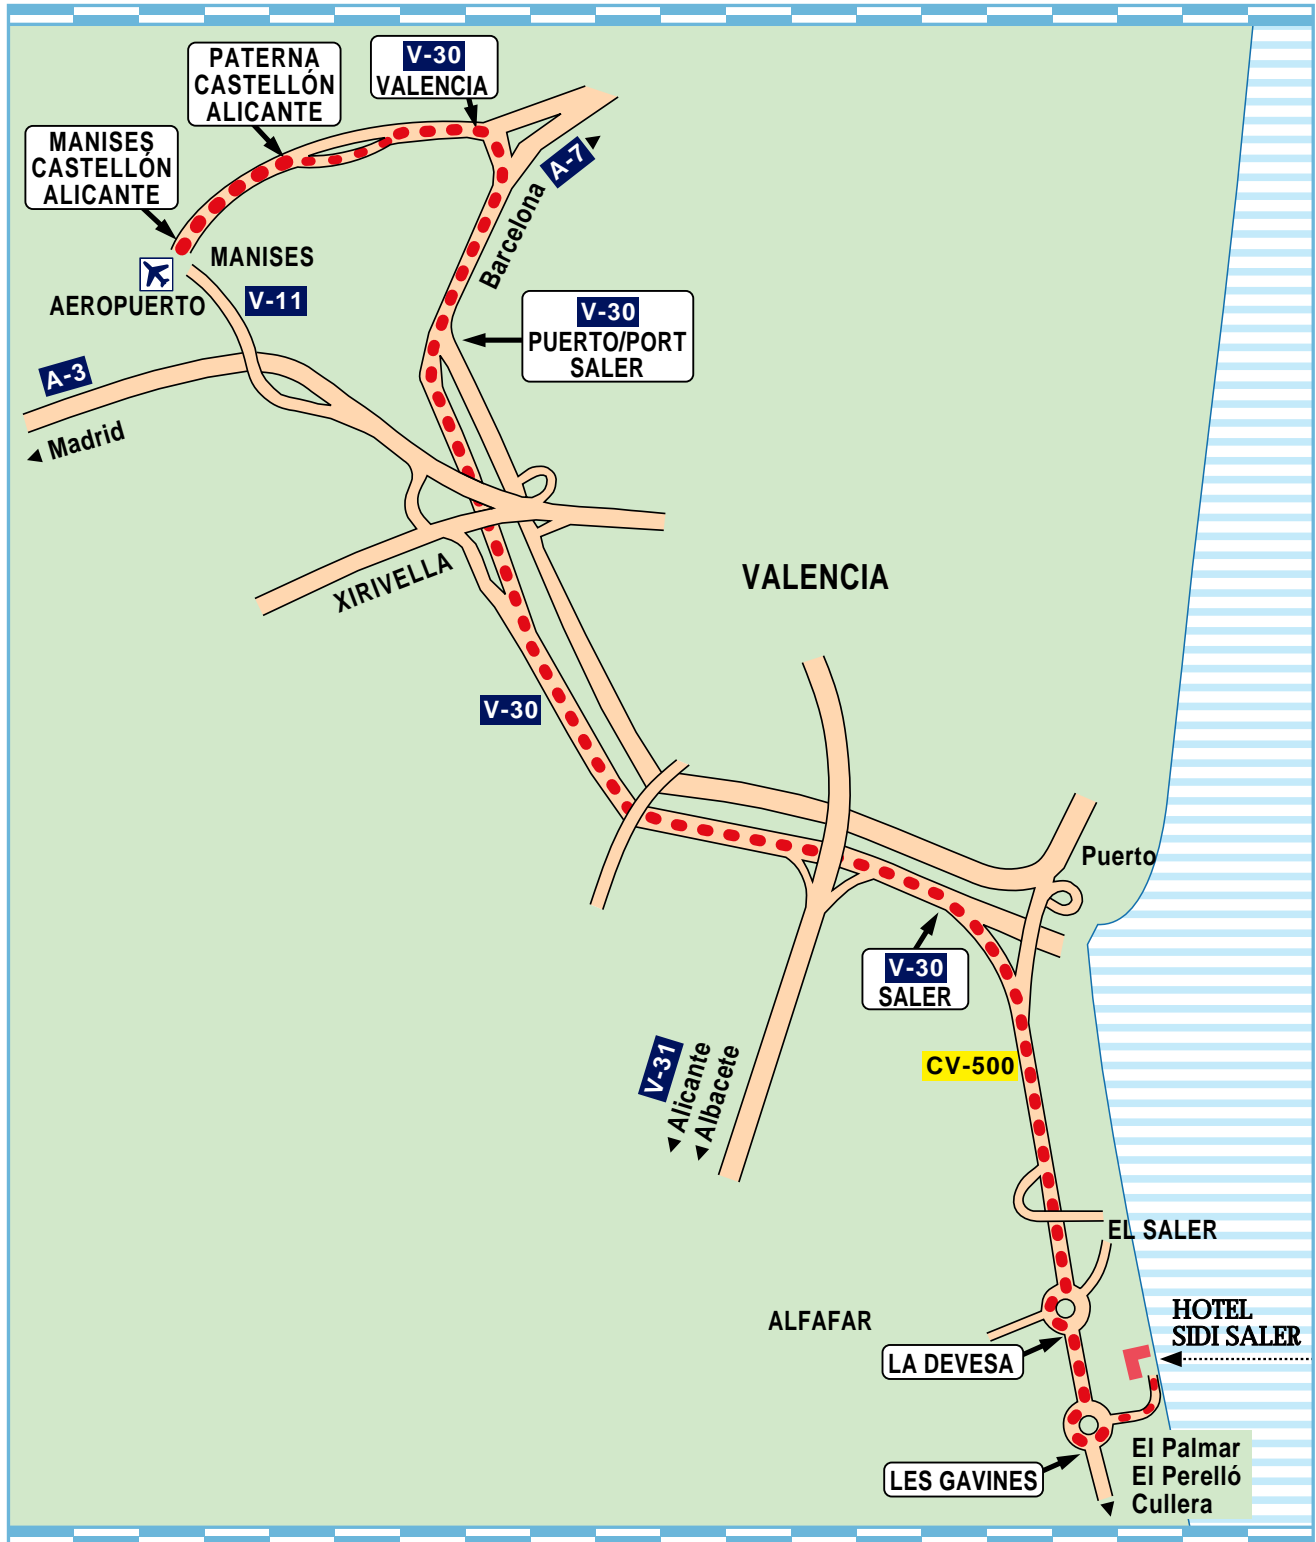 PATERNA
CASTELLÓN
ALICANTE
V-30
VALENCIA
MANISES
CASTELLÓN
ALICANTE
A-7
Barcelona
MANISES
AEROPUERTO
V-11
V-30
PUERTO/PORT
SALER
A-3
Madrid
XIRIVELLA
VALENCIA
V-30
Puerto
V-30
SALER
V-31
Alicante
Albacete
CV-500
EL SALER
HOTEL
SIDI SALER
ALFAFAR
LA DEVESA
El Palmar
El Perelló
Cullera
LES GAVINES